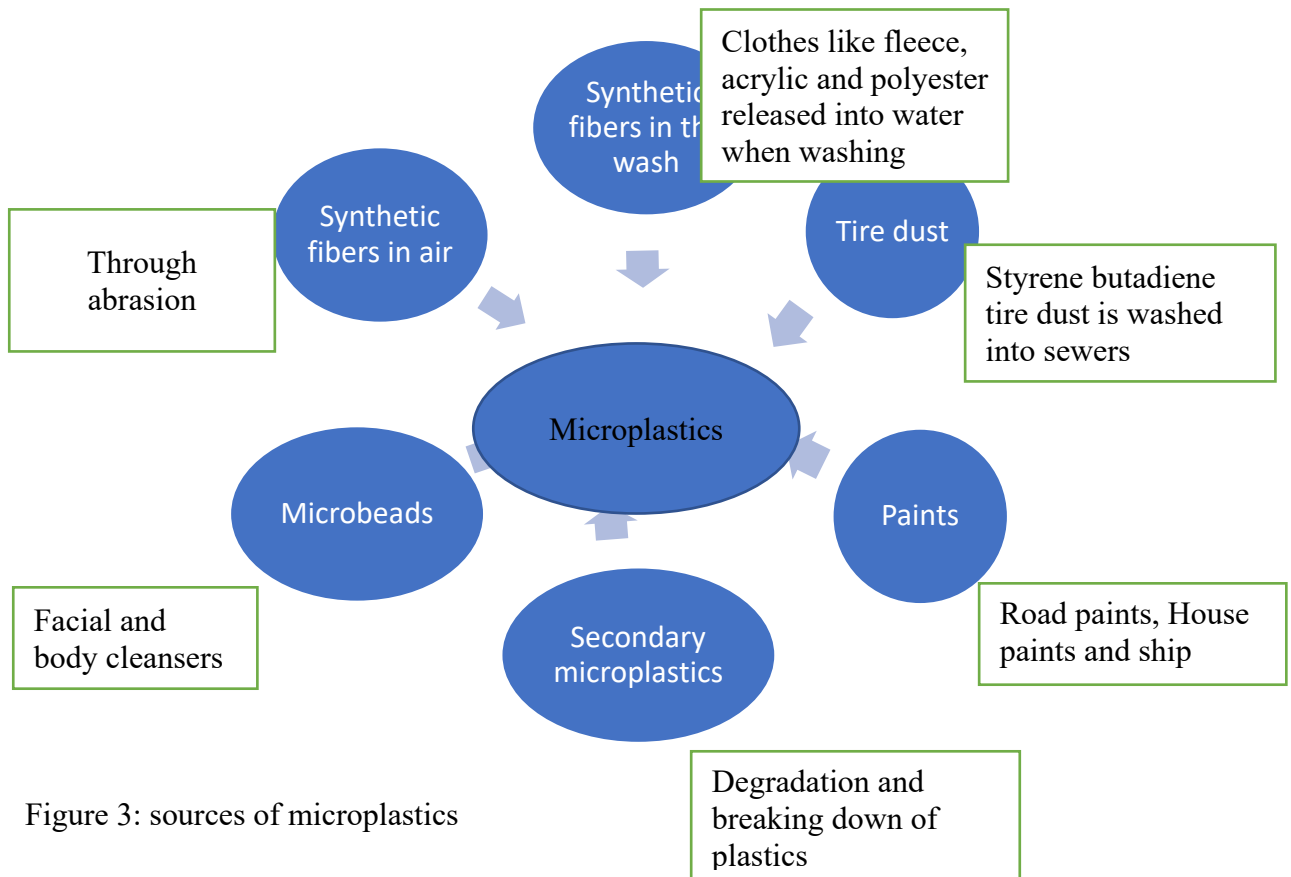 Clothes like fleece,
acrylic and polyester
released into water
when washing
Synthetic
fibers in th
wash
Synthetic
fibers in air
Through
abrasion
Tire dust
Styrene butadiene
tire dust is washed
into sewers
Microplastics
Microbeads
Paints
Facial and
body cleansers
Secondary
microplastics
Road paints, House
paints and ship
Degradation and
breaking down of
plastics
Figure 3: sources of microplastics